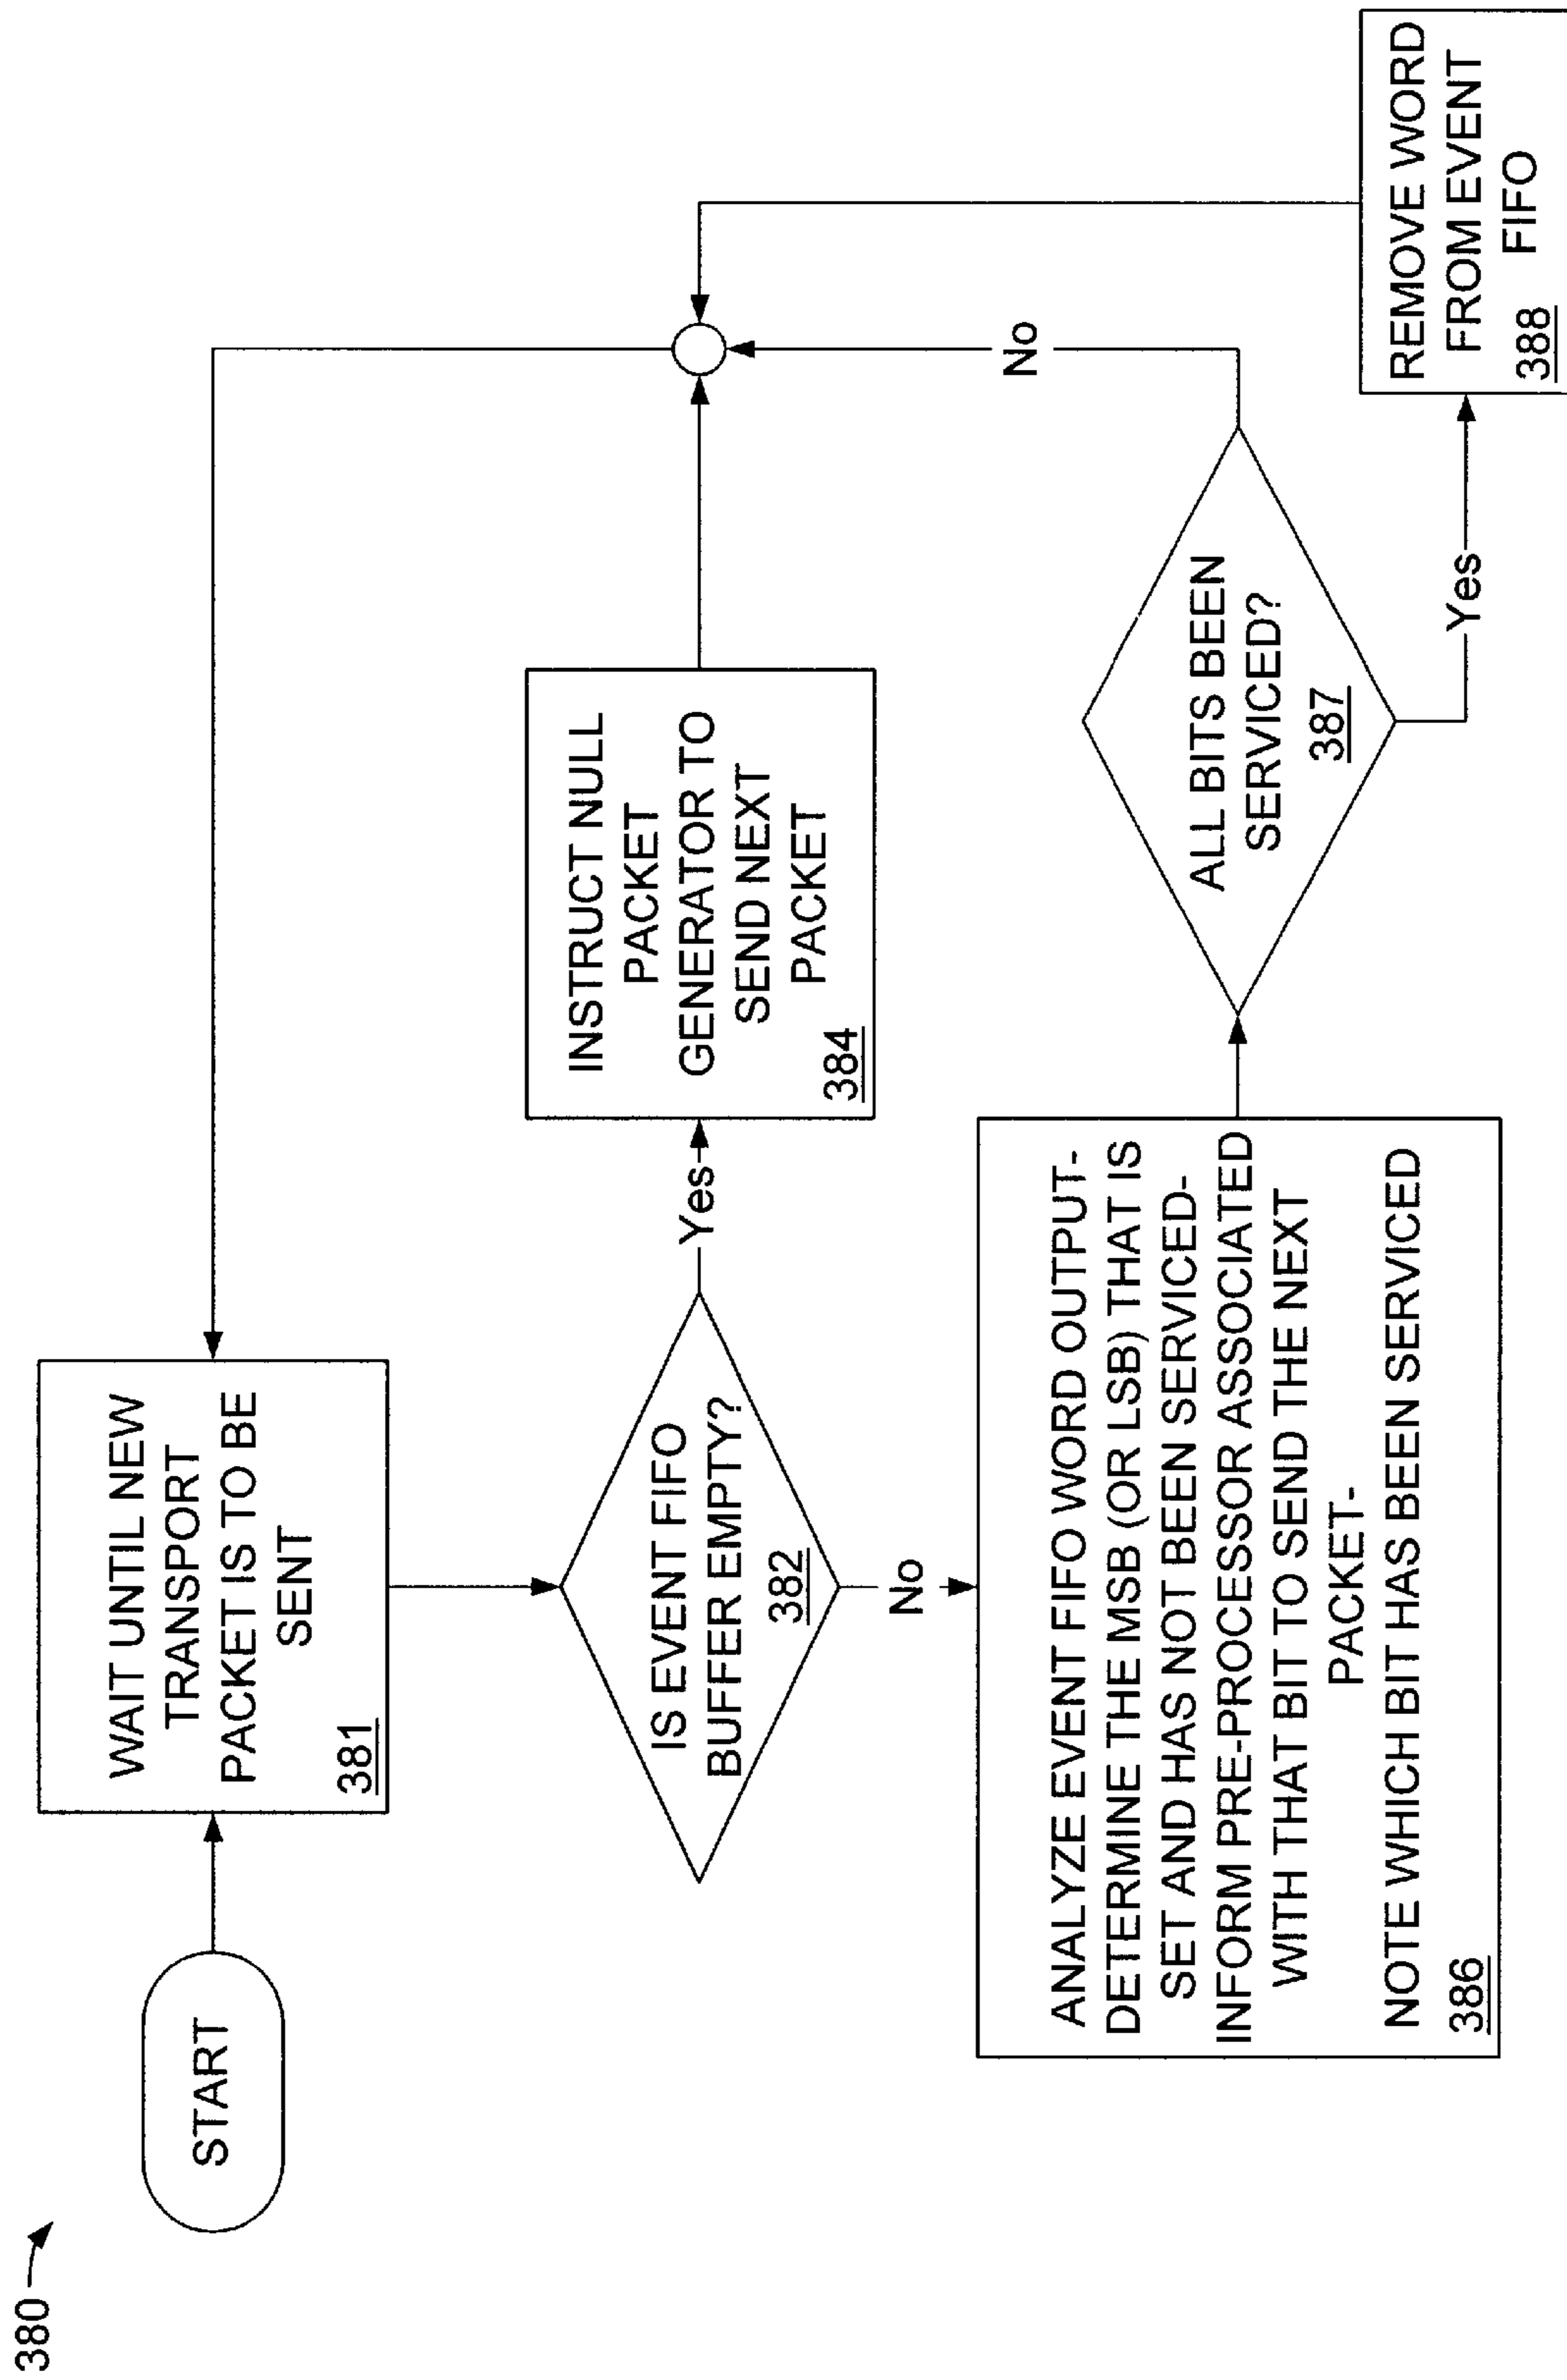 380
START
WAIT UNTIL NEW
TRANSPORT
PACKET IS TO BE
SENT
381
IS EVENT FIFO
BUFFER EMPTY?
382
Yes
INSTRUCT NULL
PACKET
GENERATOR TO
SEND NEXT
PACKET
384
No
ANALYZE EVENT FIFO WORD OUTPUT-
DETERMINE THE MSB (OR LSB) THAT IS
SET AND HAS NOT BEEN SERVICED-
INFORM PRE-PROCESSOR ASSOCIATED
WITH THAT BIT TO SEND THE NEXT
PACKET-
NOTE WHICH BIT HAS BEEN SERVICED
386
ALL BITS BEEN
SERVICED?
387
No
Yes
REMOVE WORD
FROM EVENT
FIFO
388